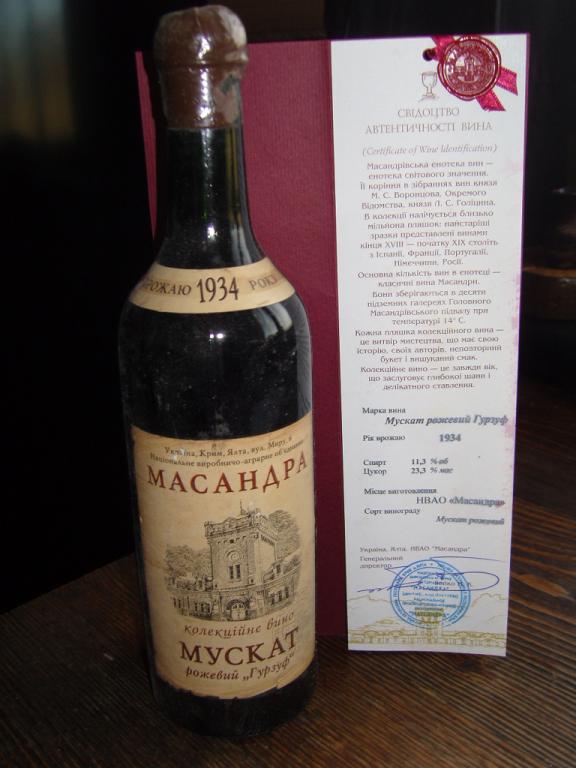 УРОЖАЮ 1934 РОКУ
Україна, Крим, Ялта, вул. Миру, 6
Національне виробничо-аграрне об'єднання
МАСАНДРА
колекційне вино
МУСКАТ
рожевий „Гурзуф"
СВІДОЦТВО
АВТЕНТИЧНОСТІ ВИНА
(Certificate of Wine Identification)
Масандрівська енотека вин —
енотека світового значення.
Її коріння в зібраннях вин князя
М. С. Воронцова, Окремого
Відомства, князя Л. С. Голіцина.
В колекції налічується близько
мільйона пляшок: найстаріші
зразки представлені винами
кінця XVIII — початку XIX століть
з Іспанії, Франції, Португалії,
Німеччини, Росії.
Основна кількість вин в енотеці —
класичні вина Масандри.
Вони зберігаються в десяти
підземних галереях Головного
Масандрівського підвалу при
температурі 14° С.
Кожна пляшка колекційного вина —
це витвір мистецтва, що має свою
історію, своїх авторів, неповторний
букет і вишуканий смак.
Колекційне вино — це завжди вік,
що заслуговує глибокої шани і
делікатного ставлення.
Марка вина
Мускат рожевий Гурзуф
Рік врожаю 1934
Спирт 11,3 % об
Цукор 23,3 % мас
Місце виготовлення
НВАО «Масандра»
Сорт винограду
Мускат рожевий
Україна, Ялта, НВАО "Масандра"
Генеральний
директор